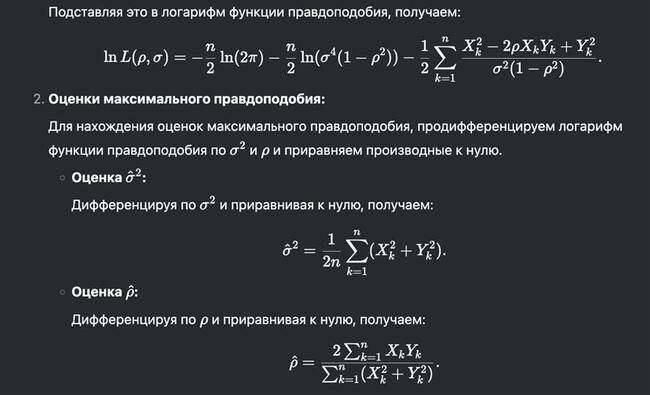 Подставляя это в логарифм функции правдоподобия, получаем:
ln L(ρ, σ) = −n/2 ln(2π) − n/2 ln(σ⁴(1 − ρ²)) − 1/2 ∑_{k=1}^{n} (X_k² − 2ρX_kY_k + Y_k²)/(σ²(1 − ρ²)).
2. Оценки максимального правдоподобия:
Для нахождения оценок максимального правдоподобия, продифференцируем логарифм
функции правдоподобия по σ² и ρ и приравняем производные к нулю.
◦ Оценка σ̂²:
Дифференцируя по σ² и приравнивая к нулю, получаем:
σ̂² = 1/(2n) ∑_{k=1}^{n} (X_k² + Y_k²).
◦ Оценка ρ̂:
Дифференцируя по ρ и приравнивая к нулю, получаем:
ρ̂ = (2 ∑_{k=1}^{n} X_kY_k)/(∑_{k=1}^{n} (X_k² + Y_k²)).